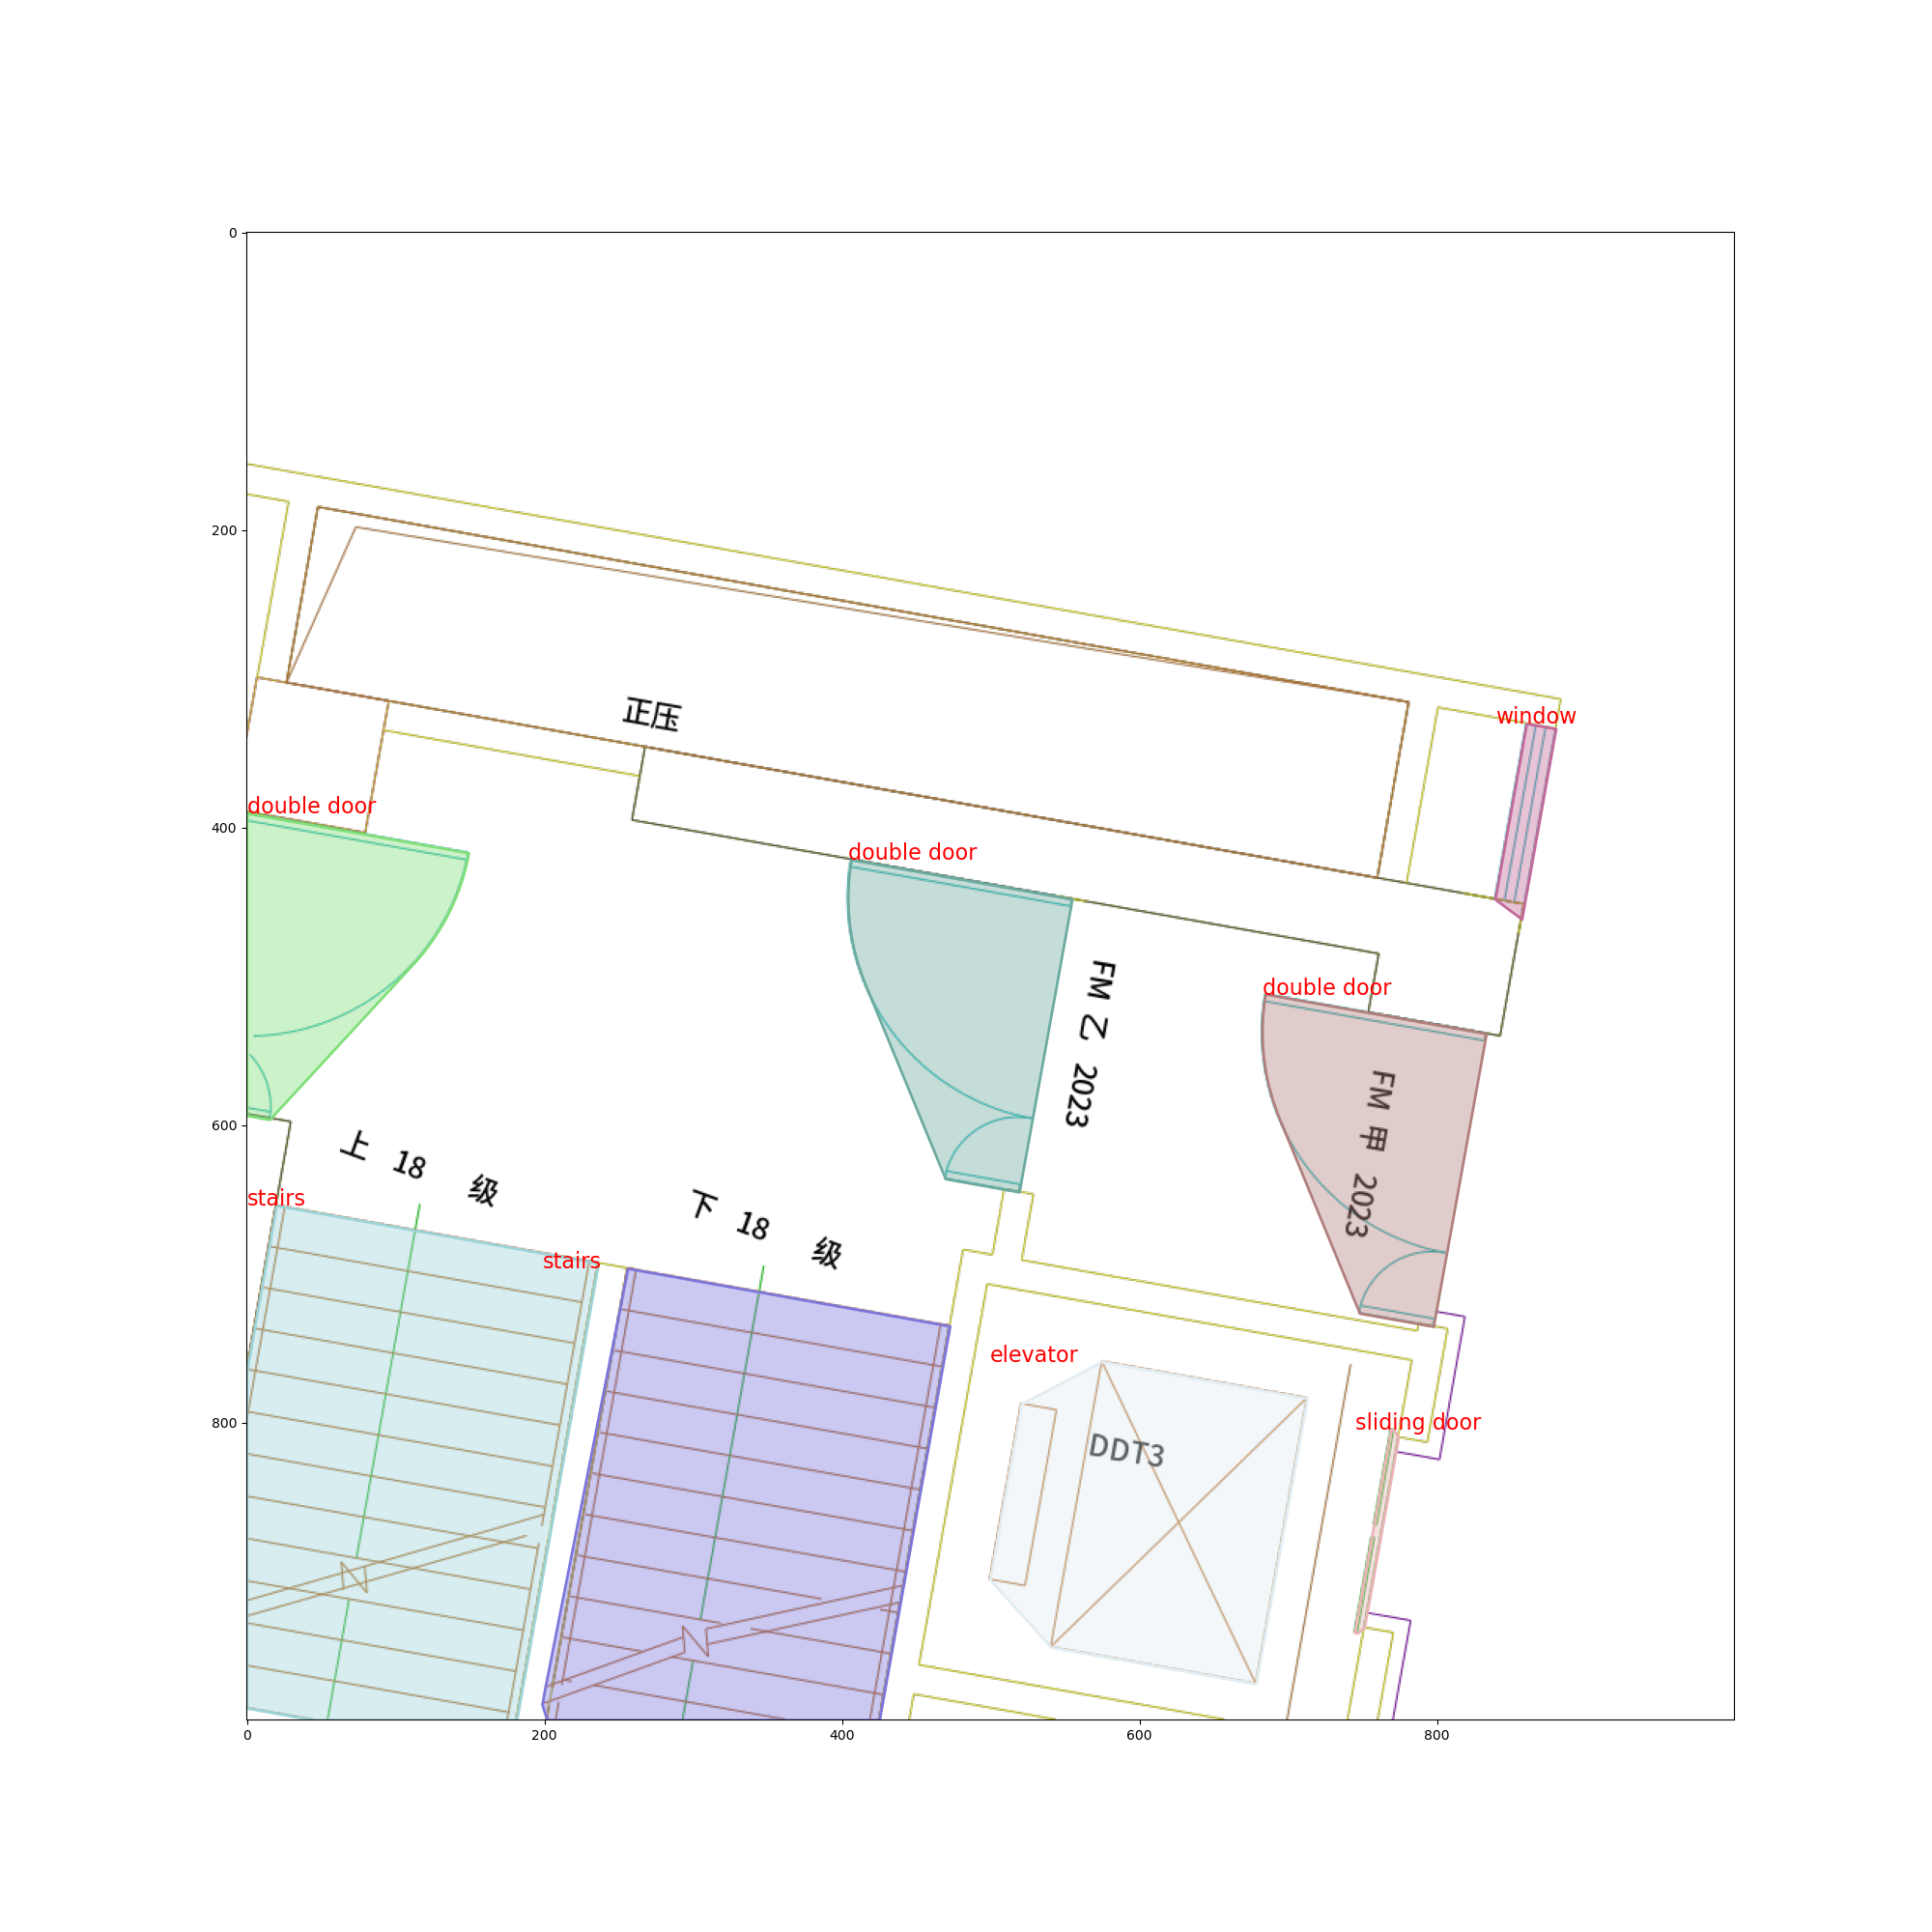 0
200
正压
window
double door
400
double door
FM 乙 2023
double door
FM 甲 2023
600
上 18 级
下 18 级
stairs
stairs
elevator
800
sliding door
DDT3
0
200
400
600
800